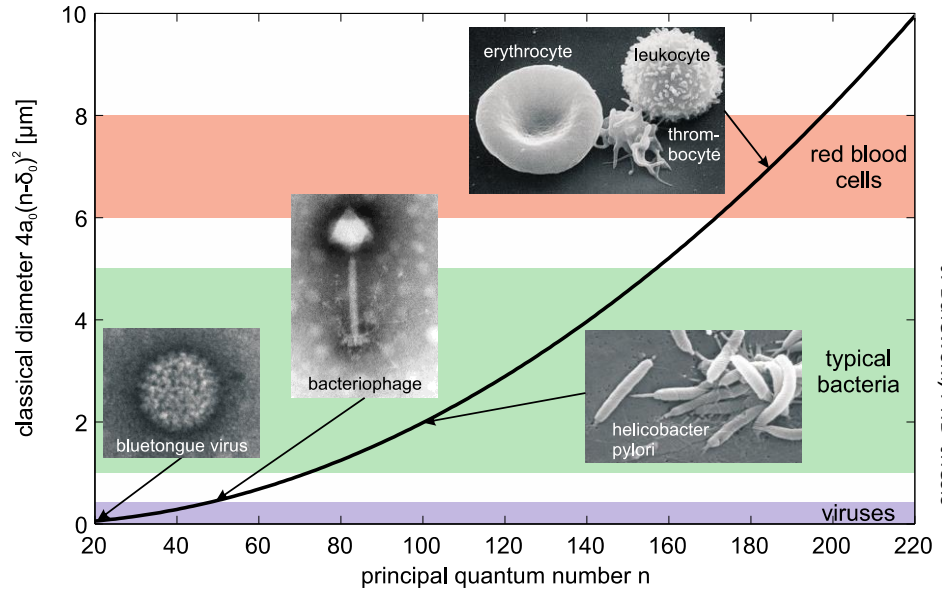 10
8
6
4
2
0
classical diameter 4a₀(n-δ₀)² [µm]
erythrocyte
leukocyte
throm-
bocyte
red blood
cells
bacteriophage
bluetongue virus
typical
bacteria
helicobacter
pylori
viruses
20 40 60 80 100 120 140 160 180 200 220
principal quantum number n